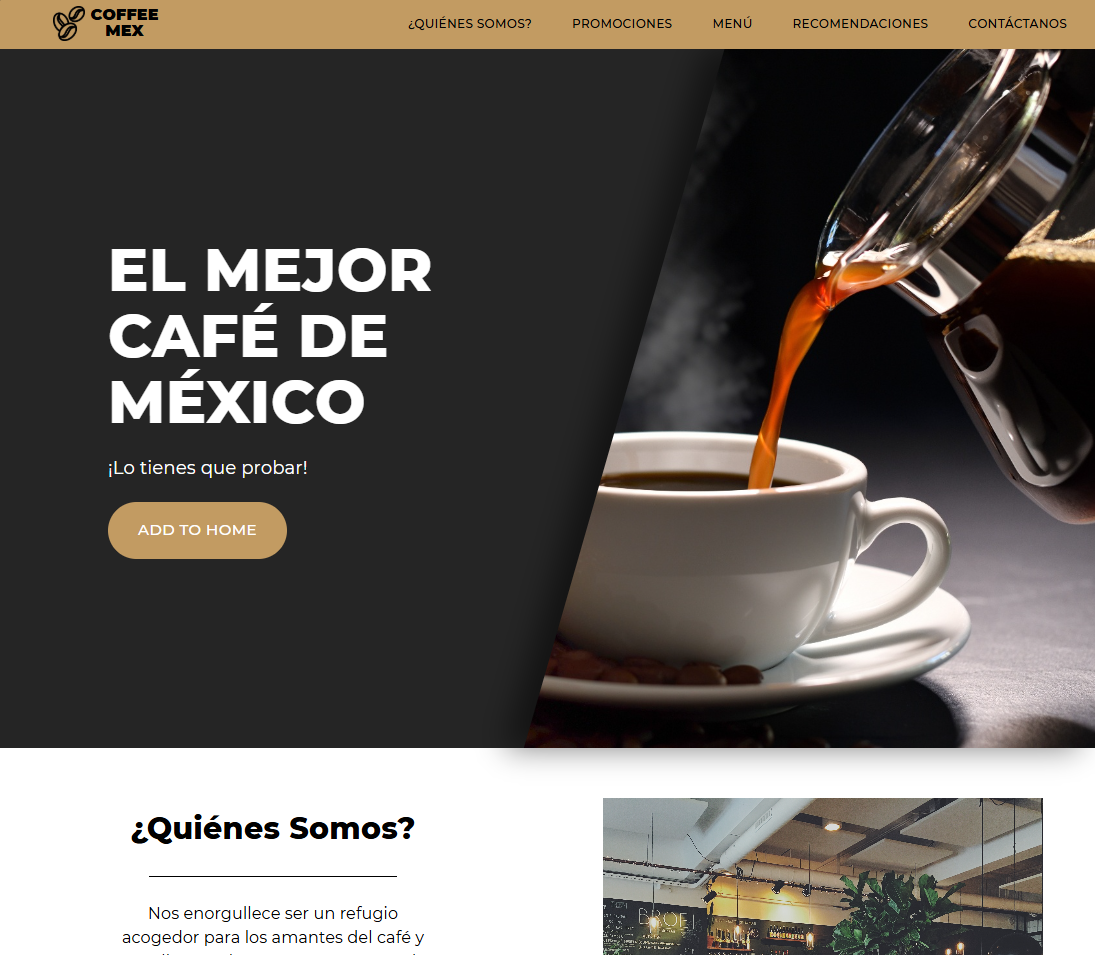 COFFEE
MEX
¿QUIÉNES SOMOS? PROMOCIONES MENÚ RECOMENDACIONES CONTÁCTANOS
EL MEJOR
CAFÉ DE
MÉXICO
¡Lo tienes que probar!
ADD TO HOME
¿Quiénes Somos?
Nos enorgullece ser un refugio
acogedor para los amantes del café y